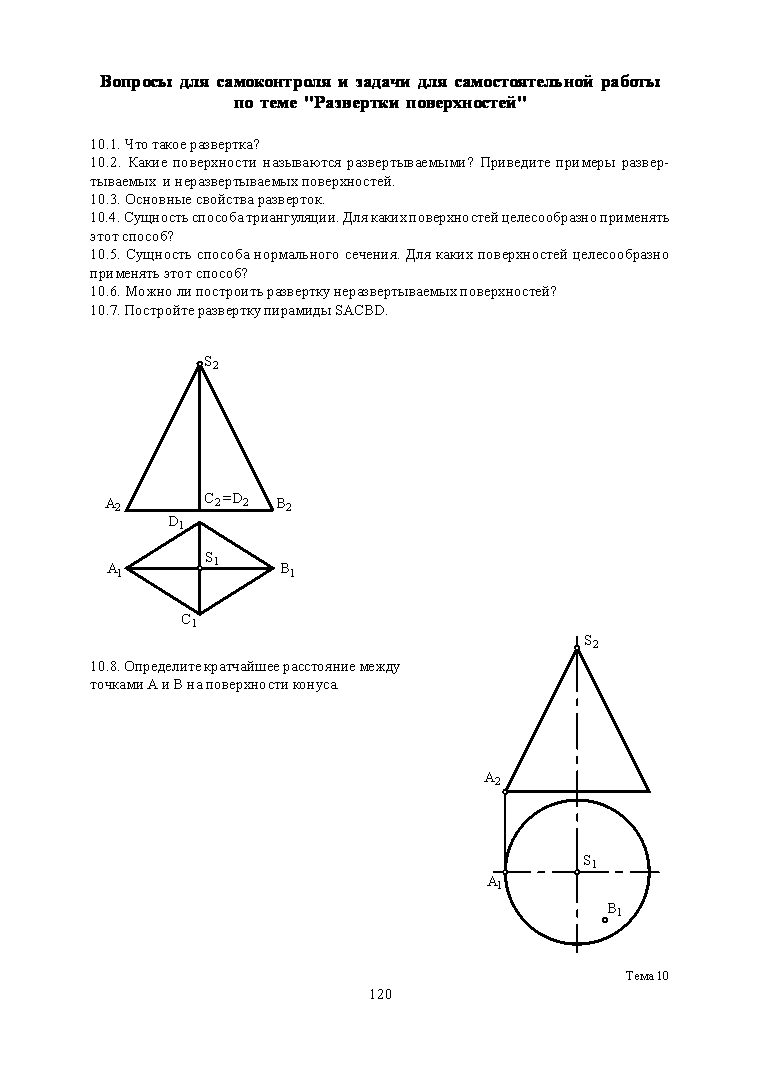 Вопросы для самоконтроля и задачи для самостоятельной работы
по теме "Развертки поверхностей"
10.1. Что такое развертка?
10.2. Какие поверхности называются развертываемыми? Приведите примеры развер-
тываемых и неразвертываемых поверхностей.
10.3. Основные свойства разверток.
10.4. Сущность способа триангуляции. Для каких поверхностей целесообразно применять
этот способ?
10.5. Сущность способа нормального сечения. Для каких поверхностей целесообразно
применять этот способ?
10.6. Можно ли построить развертку неразвертываемых поверхностей?
10.7. Постройте развертку пирамиды SACBD.
S2
A2
C2=D2
B2
D1
A1
S1
B1
C1
10.8. Определите кратчайшее расстояние между
точками А и В на поверхности конуса.
S2
A2
S1
A1
B1
Тема 10
120